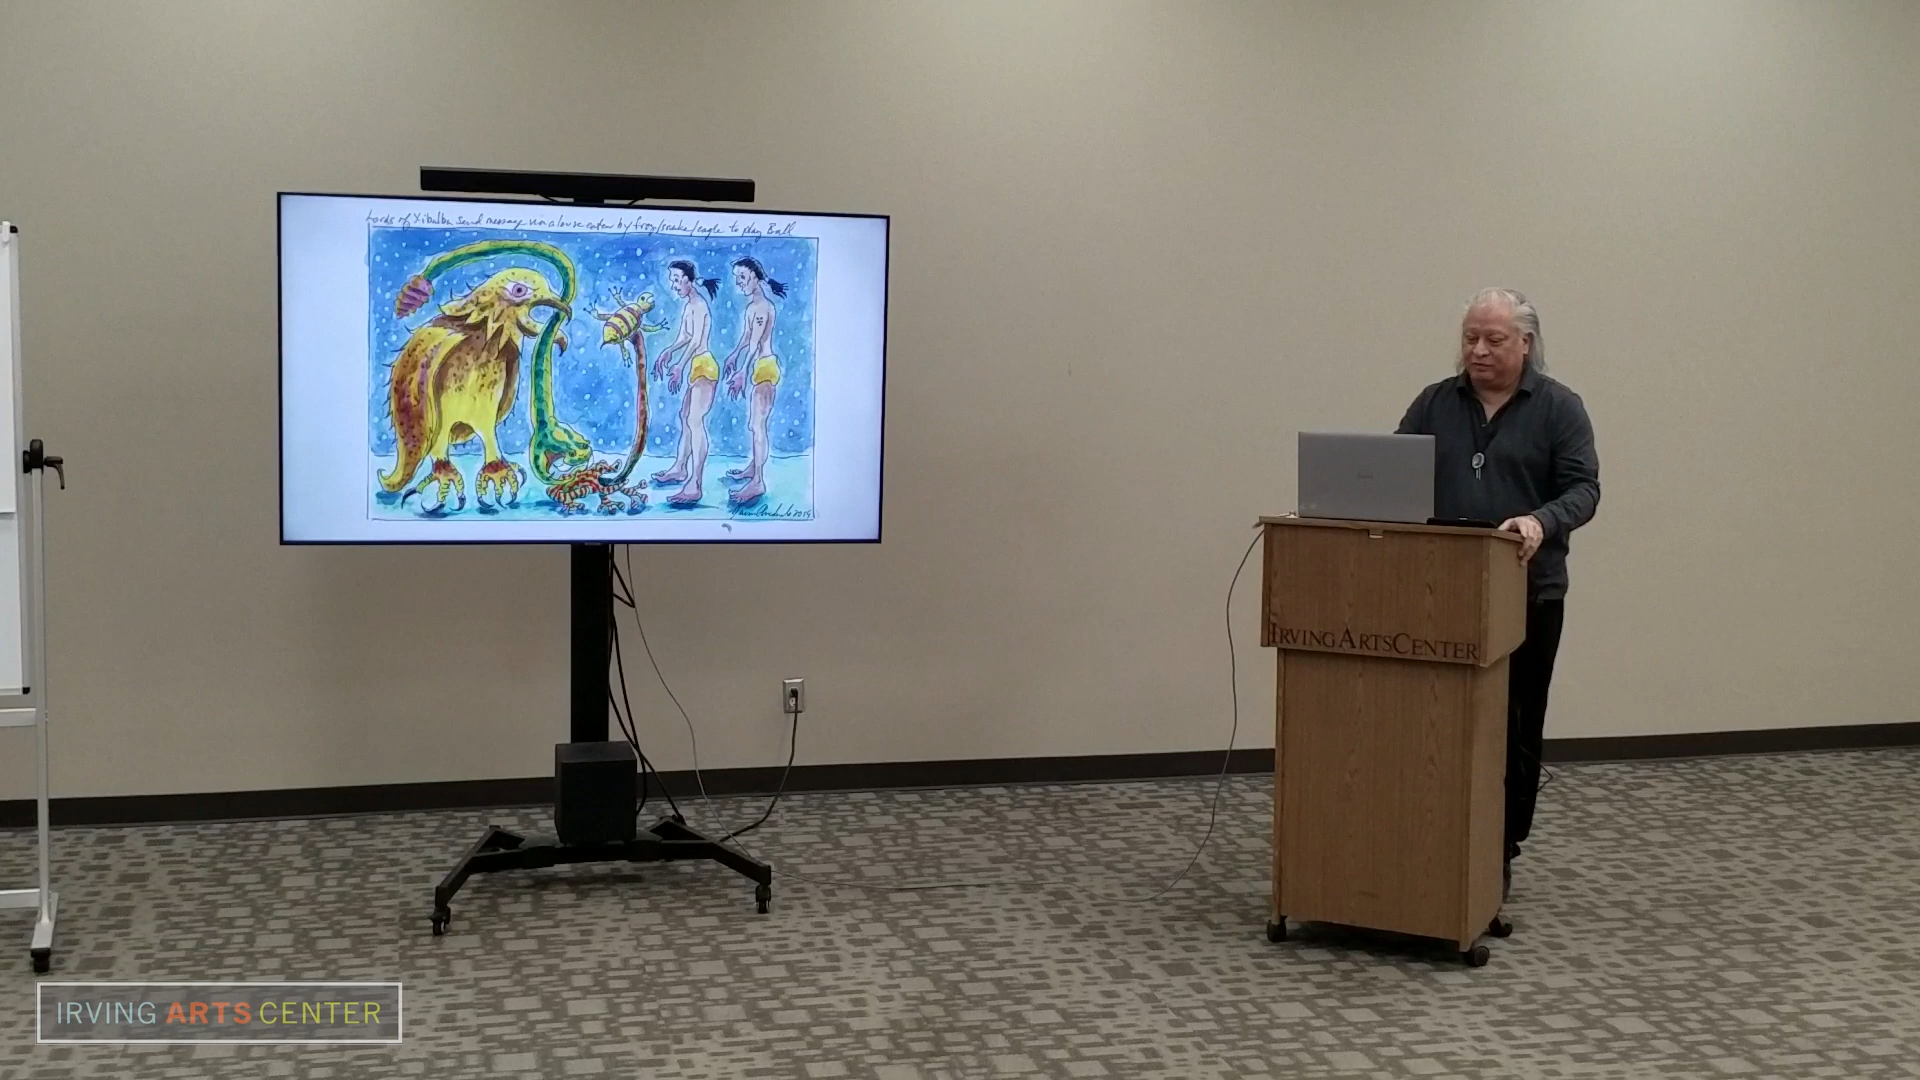 Lords of Xibalba send message via louse eaten by frog/snake/eagle to play Ball
2019
IRVING ARTS CENTER
IRVING ARTS CENTER